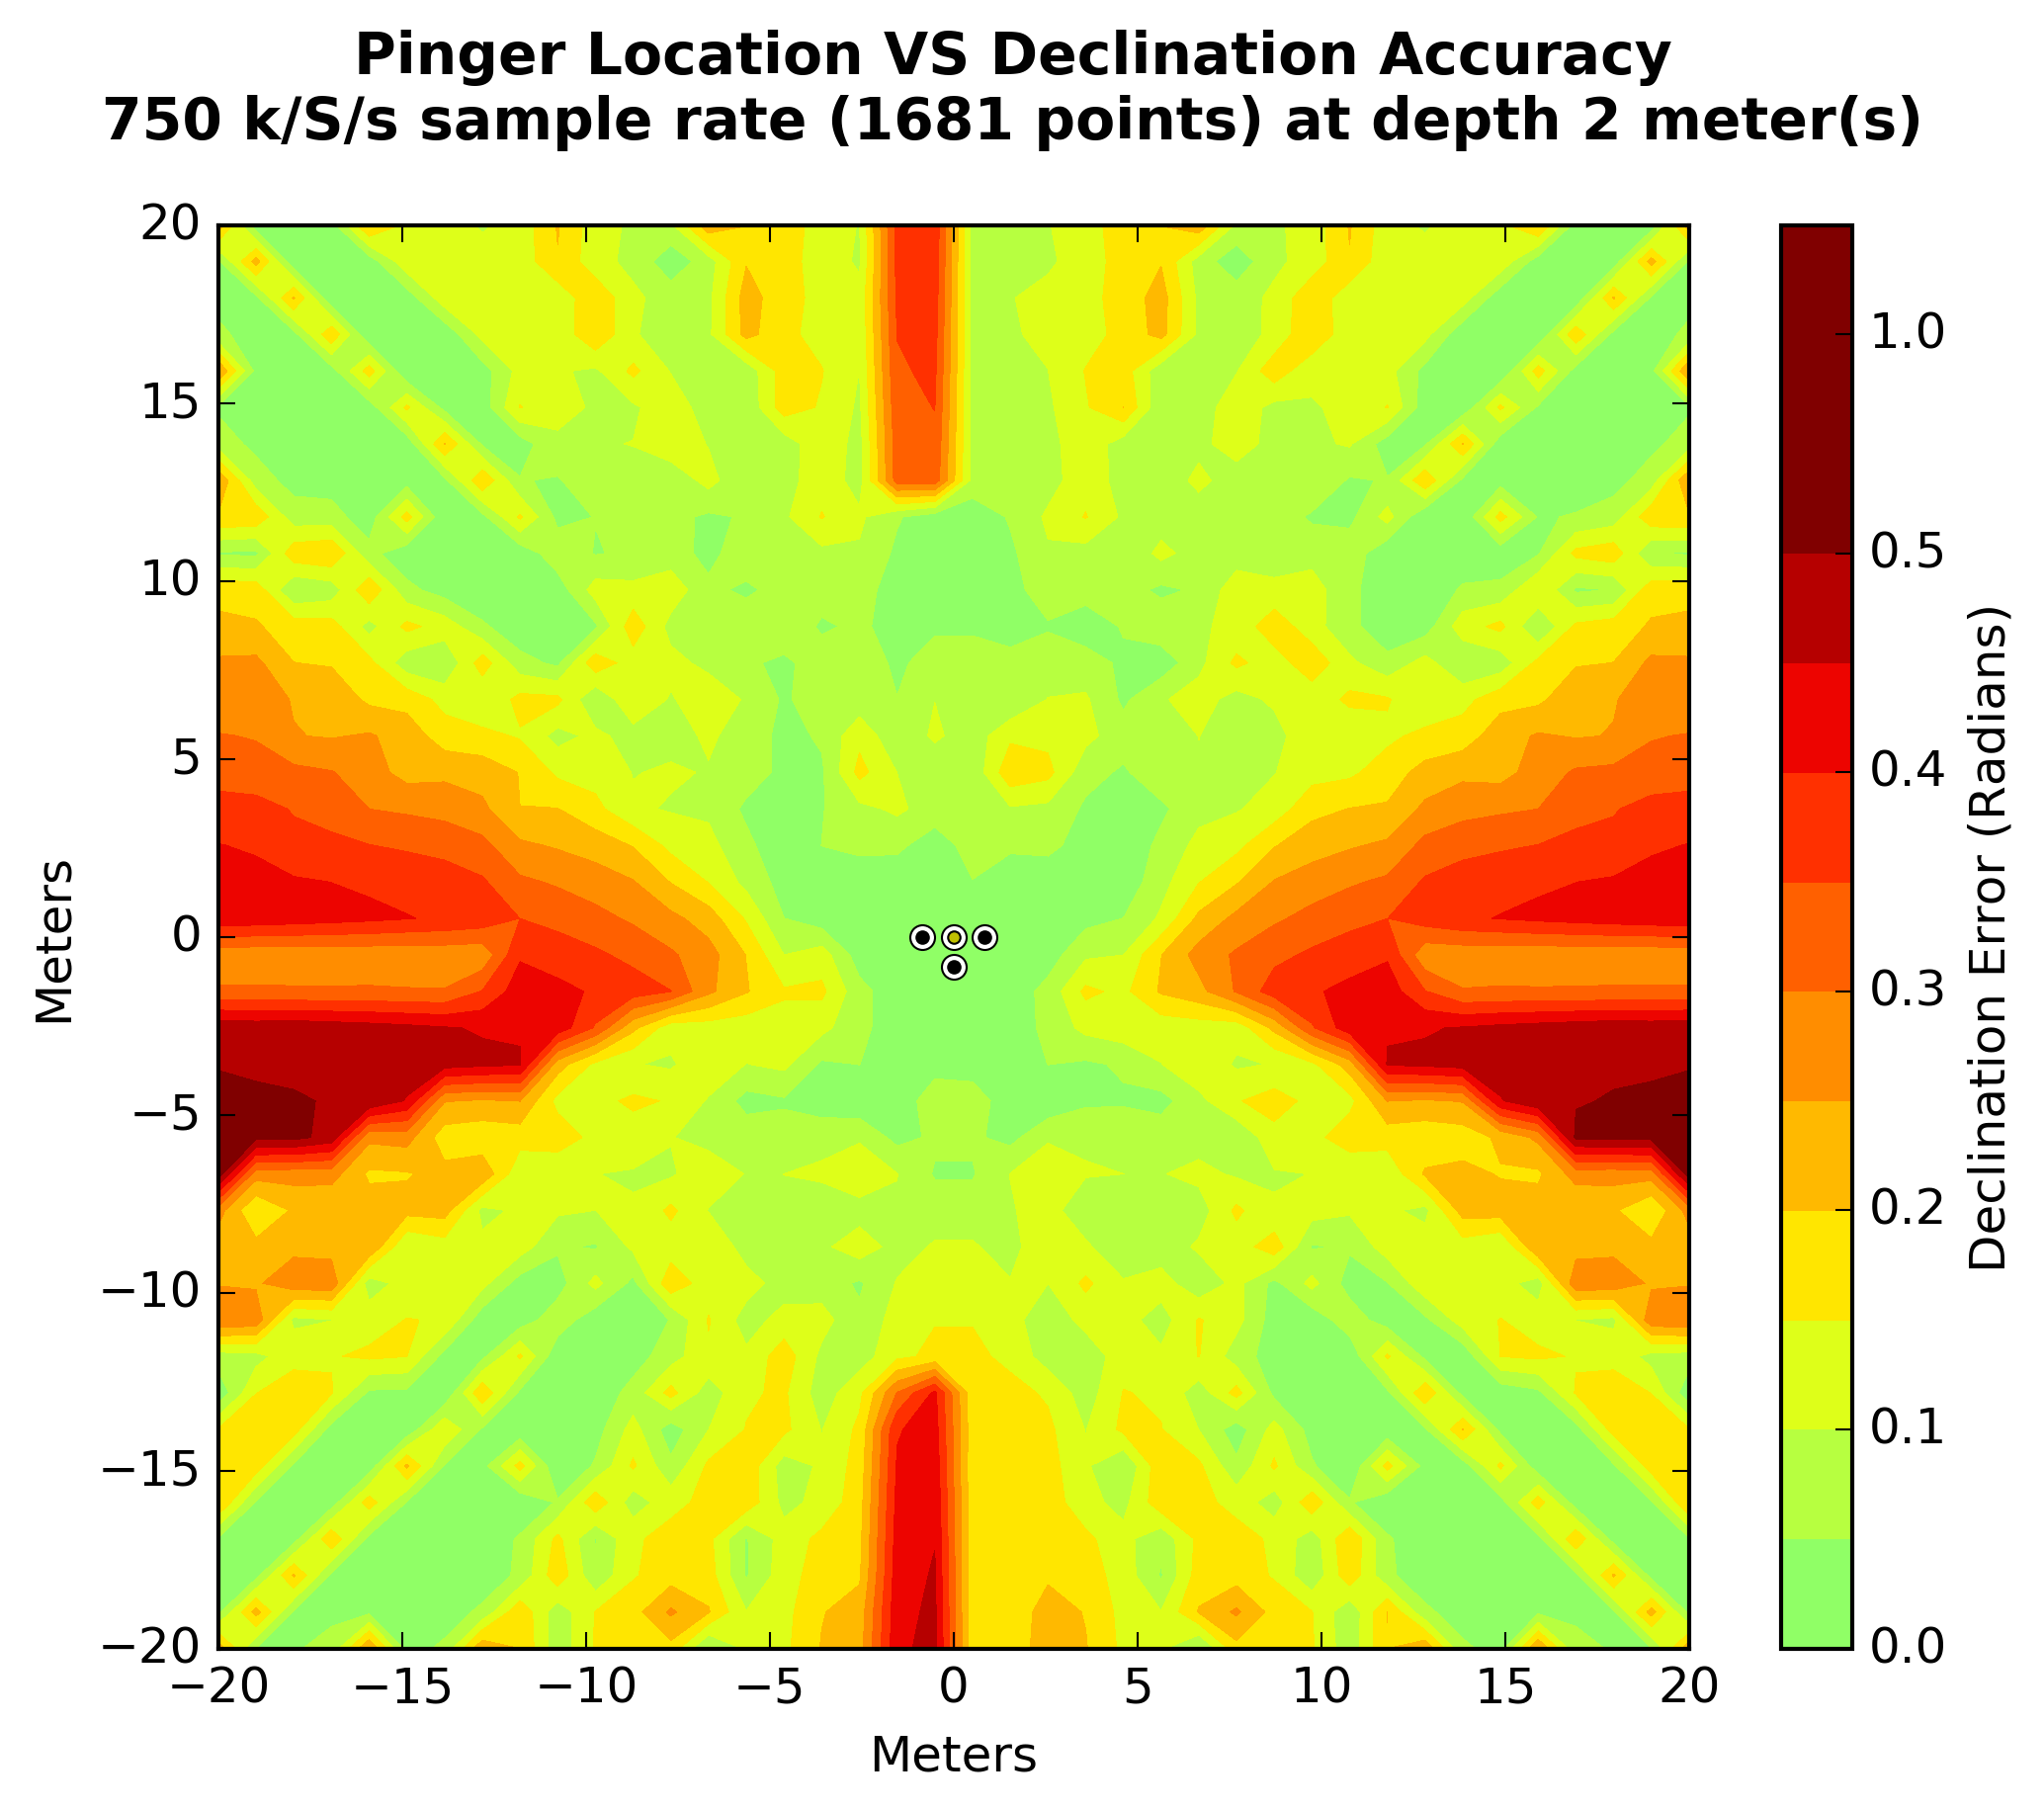 Pinger Location VS Declination Accuracy
750 k/S/s sample rate (1681 points) at depth 2 meter(s)
20
15
10
5
0
−5
−10
−15
−20
Meters
−20 −15 −10 −5 0 5 10 15 20
Meters
1.0
0.5
0.4
0.3
0.2
0.1
0.0
Declination Error (Radians)